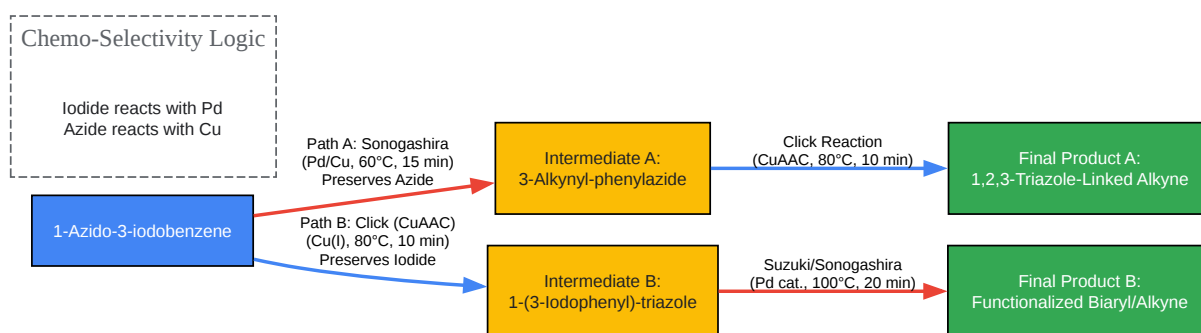 Chemo-Selectivity Logic
Iodide reacts with Pd
Azide reacts with Cu
1-Azido-3-iodobenzene
Path A: Sonogashira
(Pd/Cu, 60°C, 15 min)
Preserves Azide
Path B: Click (CuAAC)
(Cu(I), 80°C, 10 min)
Preserves Iodide
Intermediate A:
3-Alkynyl-phenylazide
Intermediate B:
1-(3-Iodophenyl)-triazole
Click Reaction
(CuAAC, 80°C, 10 min)
Suzuki/Sonogashira
(Pd cat., 100°C, 20 min)
Final Product A:
1,2,3-Triazole-Linked Alkyne
Final Product B:
Functionalized Biaryl/Alkyne